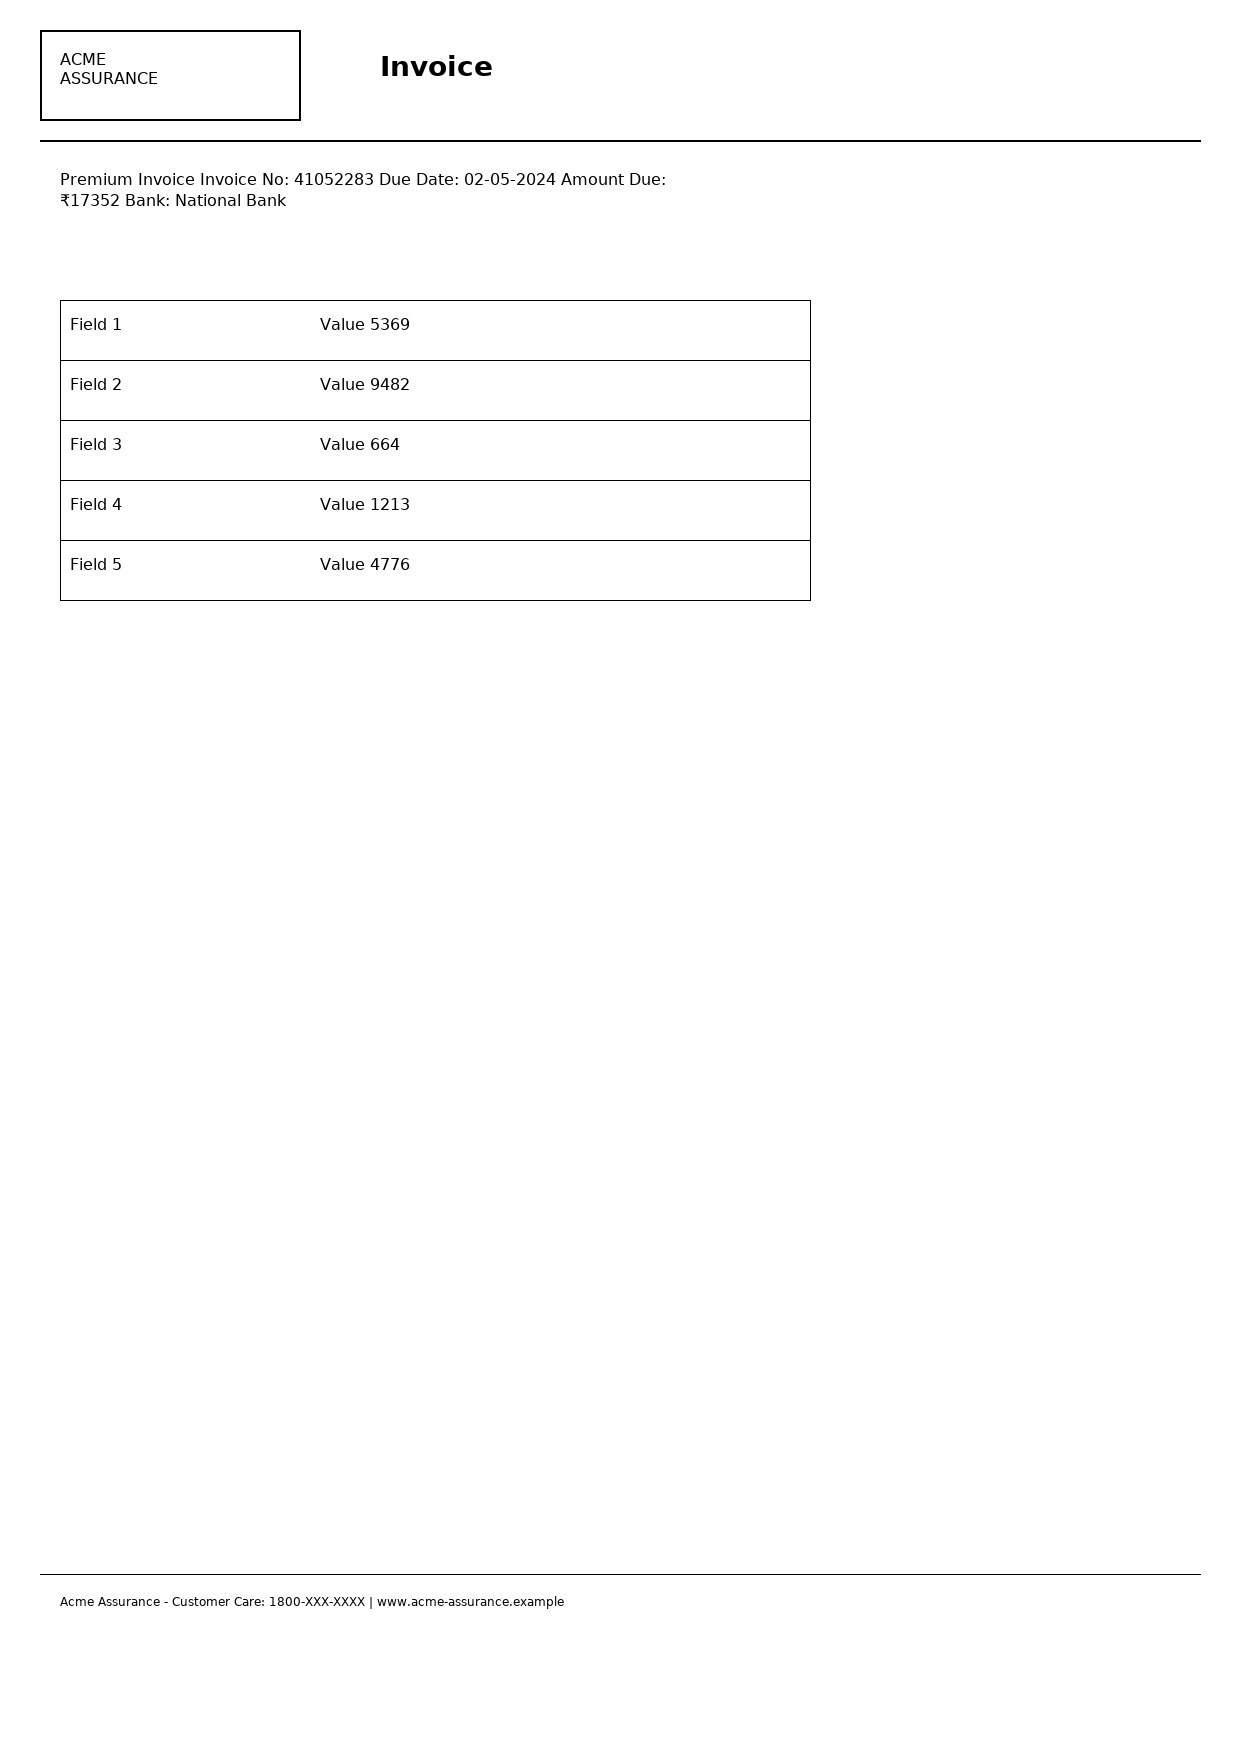 ACME
ASSURANCE
Invoice
Premium Invoice Invoice No: 41052283 Due Date: 02-05-2024 Amount Due:
₹17352 Bank: National Bank
Field 1 Value 5369
Field 2 Value 9482
Field 3 Value 664
Field 4 Value 1213
Field 5 Value 4776
Acme Assurance - Customer Care: 1800-XXX-XXXX | www.acme-assurance.example